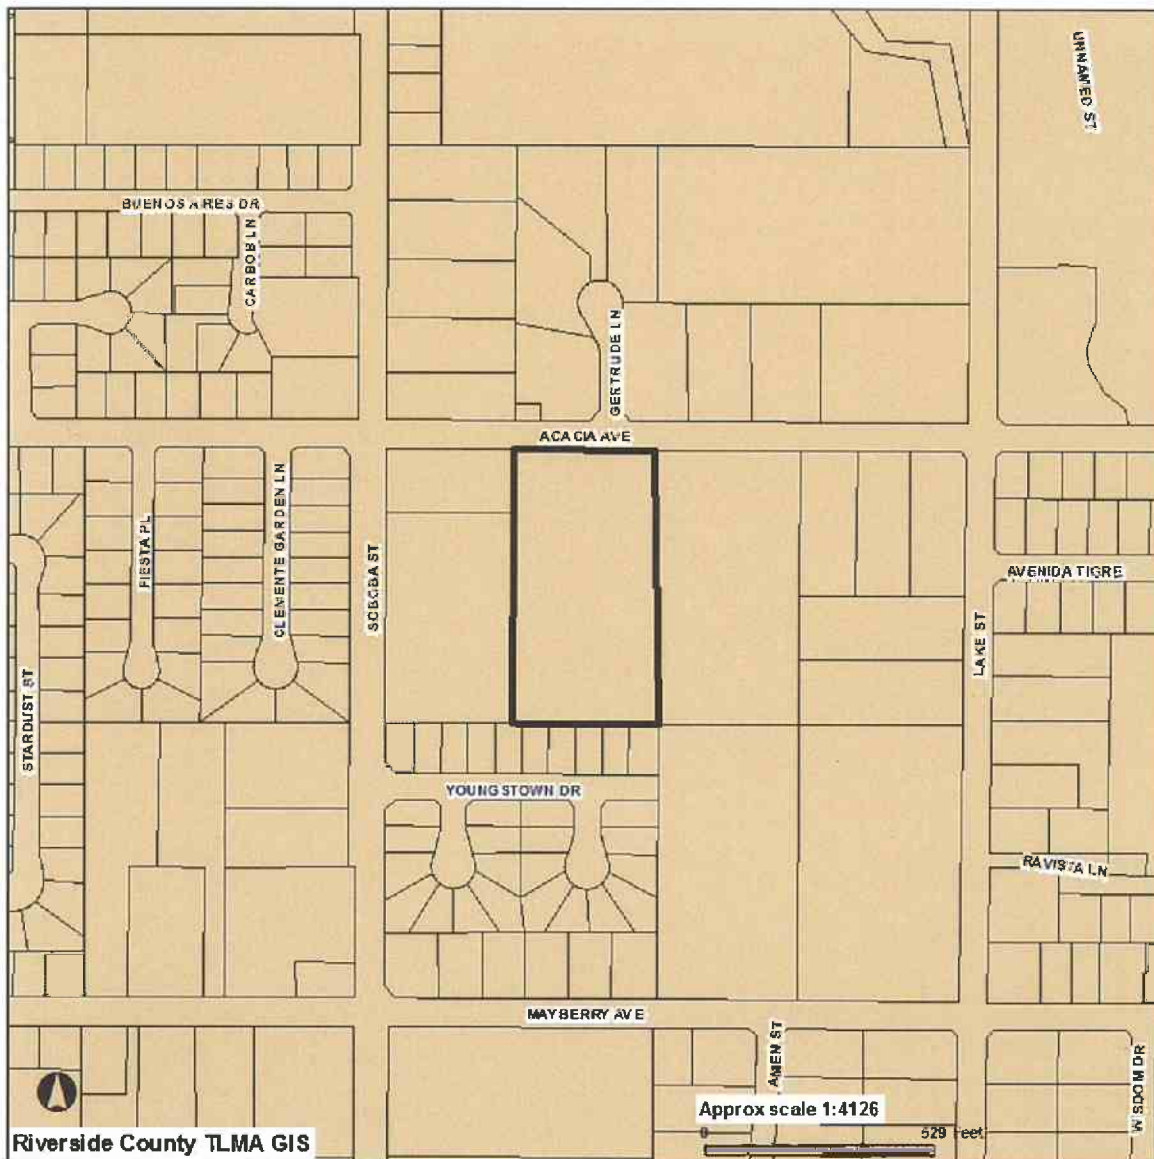 UNNAMED ST
BUENOS AIRES DR
CARBOB LN
GERTRUDE LN
ACACIA AVE
FIESTA PL
CLEMENTE GARDEN LN
SOBOBA ST
AVENIDA TIGRE
LAKE ST
STARDUST ST
YOUNGSTOWN DR
RAVISTA LN
MAYBERRY AVE
AMEN ST
WISDOM DR
Approx scale 1:4126
0 529 Feet
Riverside County TLMA GIS